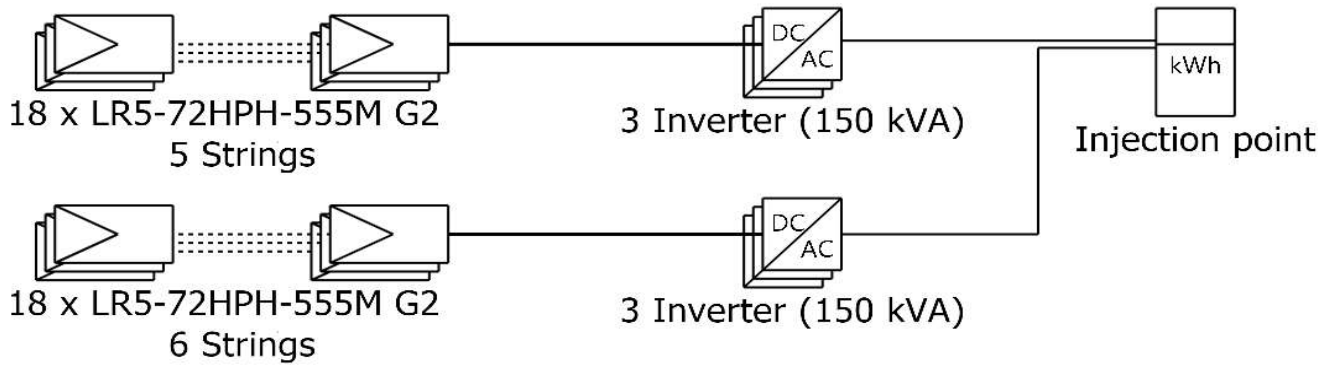 DC
AC
kWh
18 x LR5-72HPH-555M G2
5 Strings
3 Inverter (150 kVA)
Injection point
DC
AC
18 x LR5-72HPH-555M G2
6 Strings
3 Inverter (150 kVA)